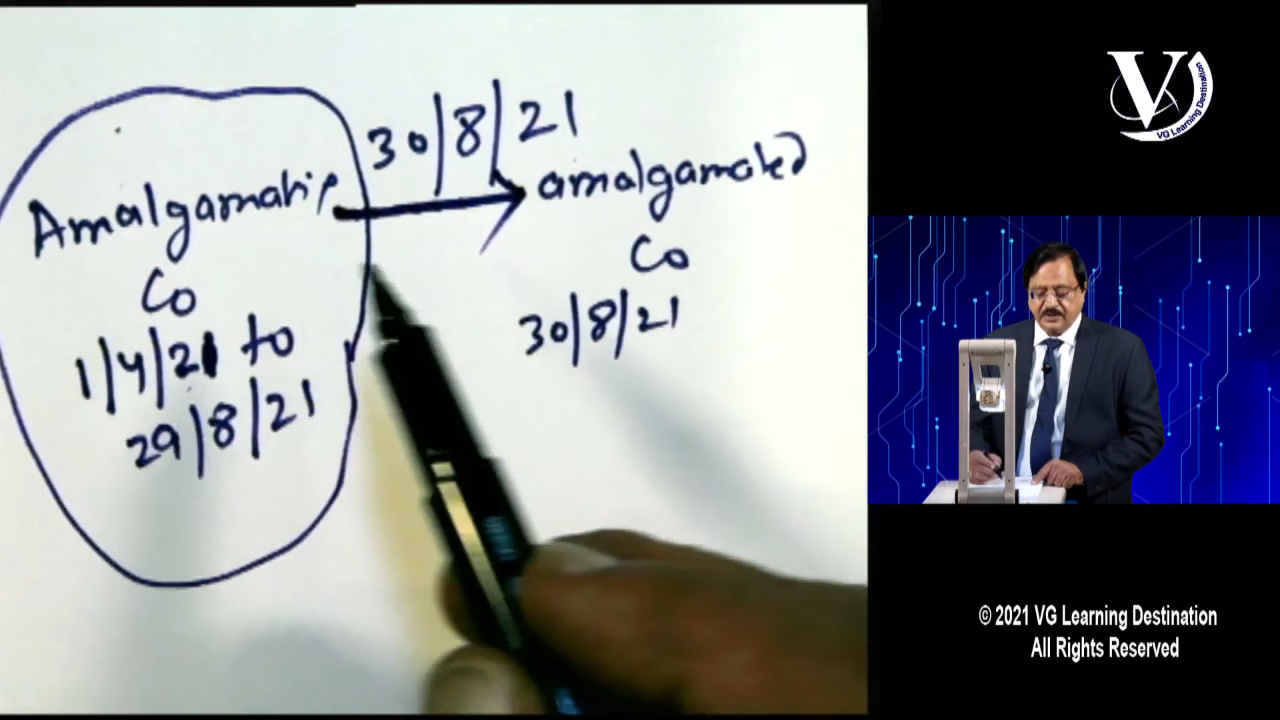 30/8/21
Amalgamatig
amalgamated
Co
Co
1/4/21 to
30/8/21
29/8/21
V
VG Learning Destination
© 2021 VG Learning Destination
All Rights Reserved